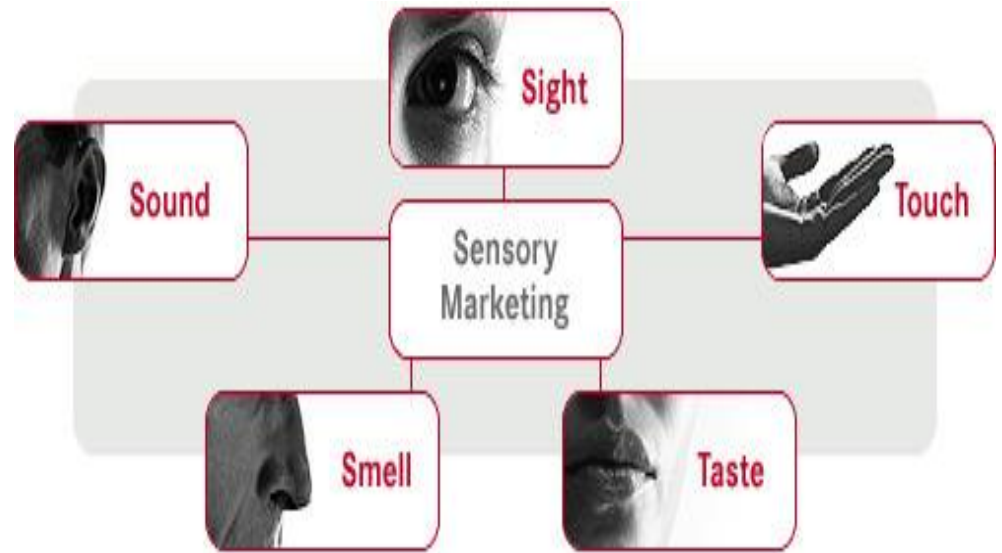 Sight
Sound
Touch
Sensory
Marketing
Smell
Taste